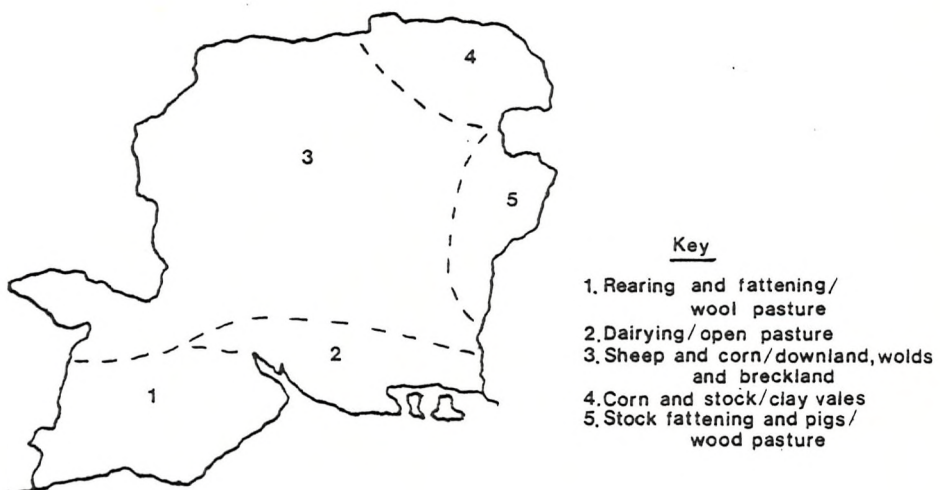 4
3
5
2
1
Key
1. Rearing and fattening/
wool pasture
2. Dairying/open pasture
3. Sheep and corn/downland, wolds
and breckland
4. Corn and stock/clay vales
5. Stock fattening and pigs/
wood pasture